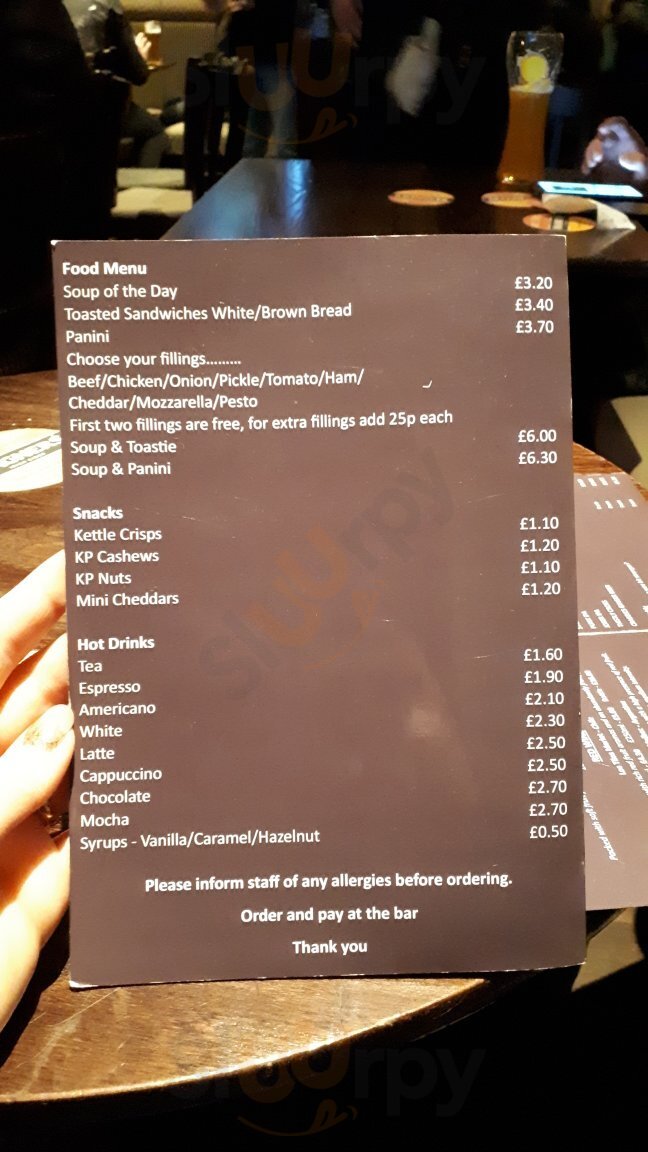 Food Menu
Soup of the Day £3.20
Toasted Sandwiches White/Brown Bread £3.40
Panini £3.70
Choose your fillings.........
Beef/Chicken/Onion/Pickle/Tomato/Ham/
Cheddar/Mozzarella/Pesto
First two fillings are free, for extra fillings add 25p each
Soup & Toastie £6.00
Soup & Panini £6.30
Snacks
Kettle Crisps £1.10
KP Cashews £1.20
KP Nuts £1.10
Mini Cheddars £1.20
Hot Drinks
Tea £1.60
Espresso £1.90
Americano £2.10
White £2.30
Latte £2.50
Cappuccino £2.50
Chocolate £2.70
Mocha £2.70
Syrups - Vanilla/Caramel/Hazelnut £0.50
Please inform staff of any allergies before ordering.
Order and pay at the bar
Thank you
sluurpy
sluurpy
sluurpy